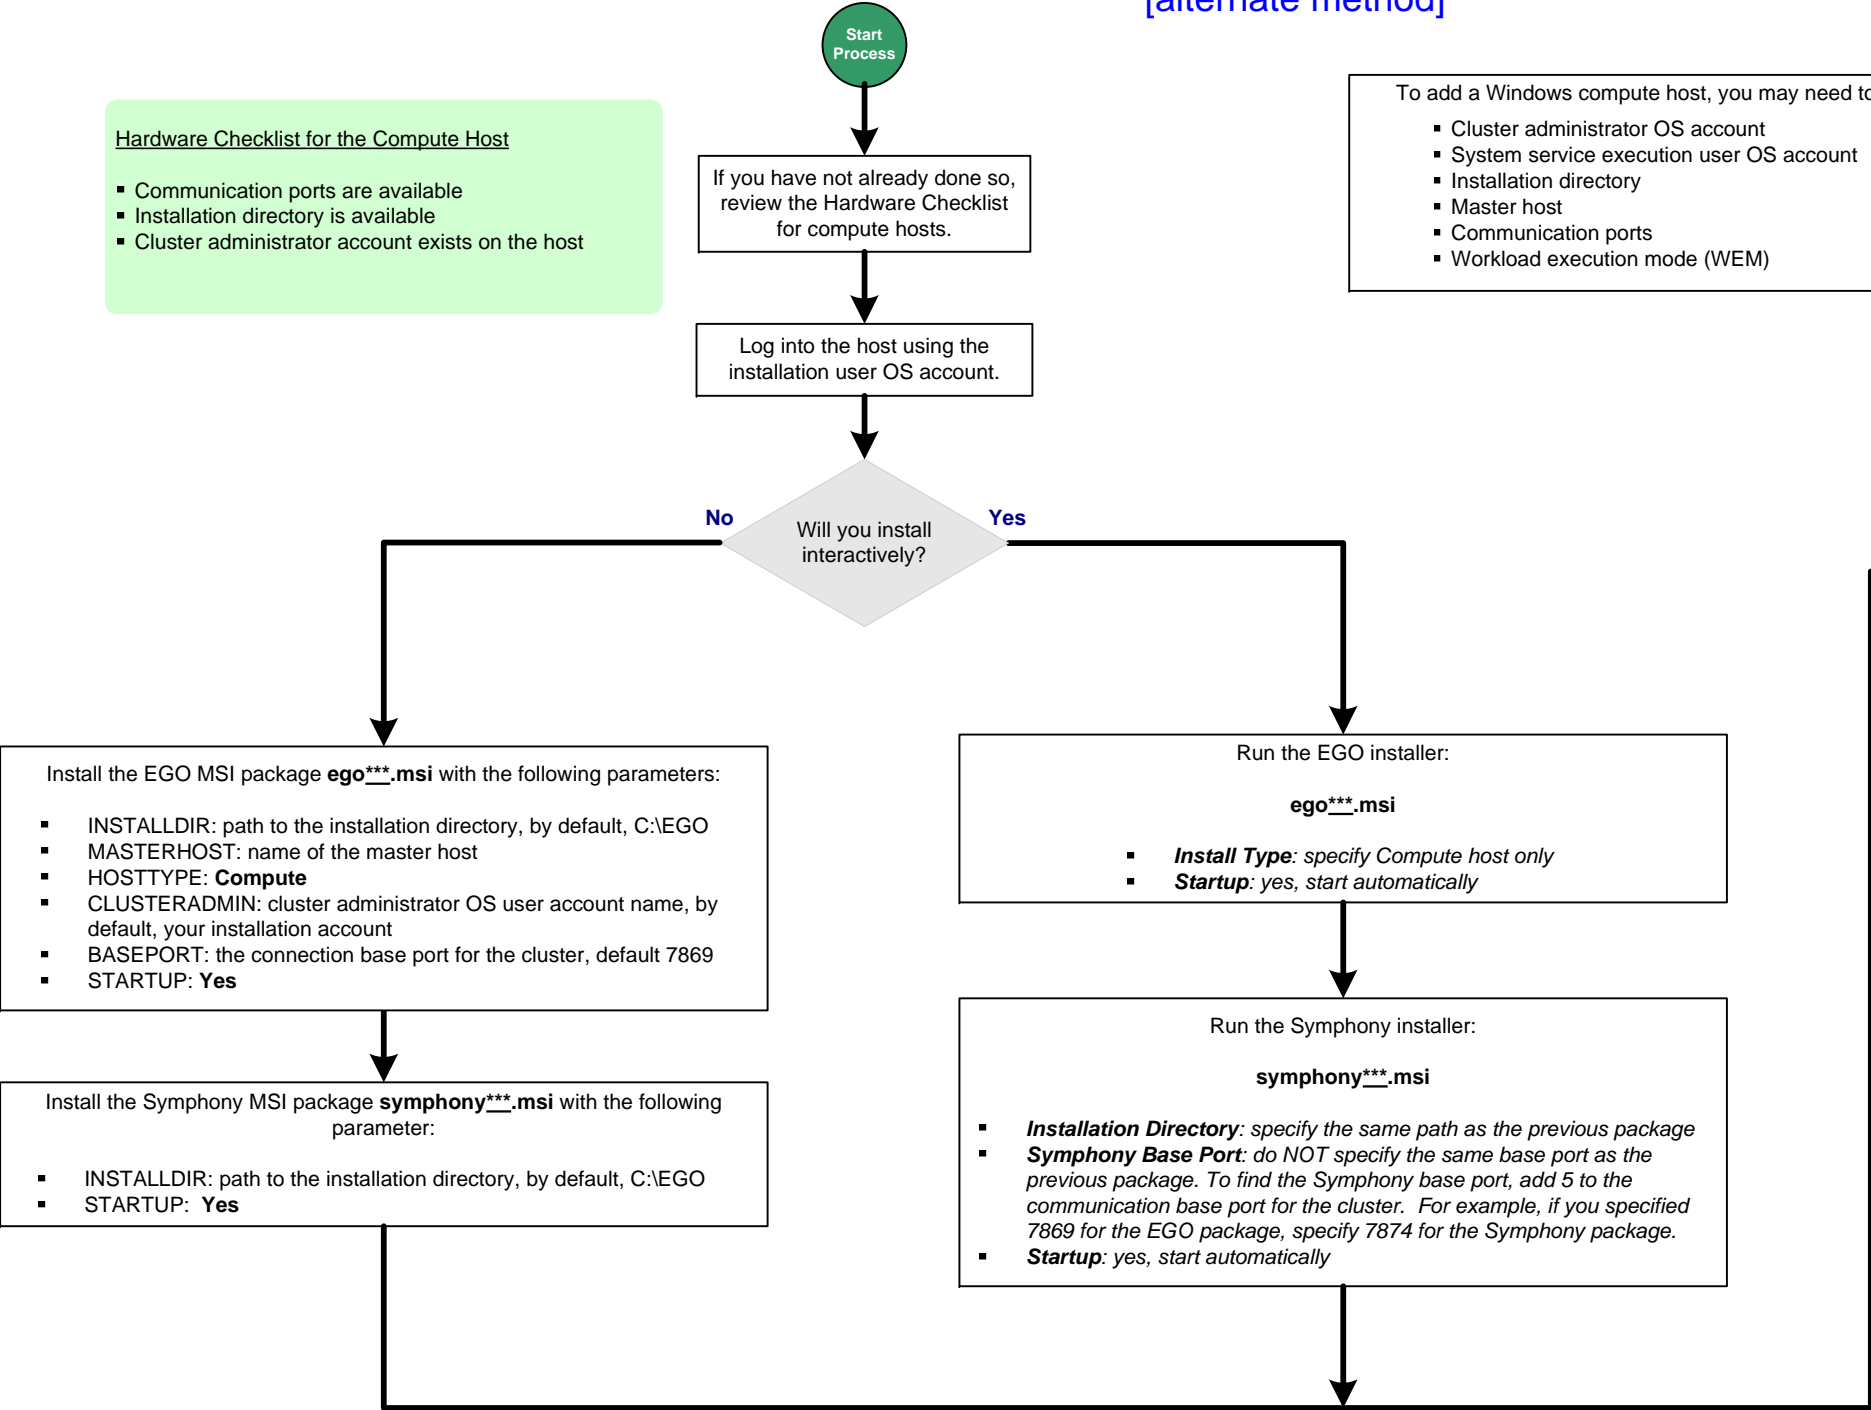 [alternate method]
Start
Process
Hardware Checklist for the Compute Host
▪ Communication ports are available
▪ Installation directory is available
▪ Cluster administrator account exists on the host
If you have not already done so,
review the Hardware Checklist
for compute hosts.
To add a Windows compute host, you may need to
▪ Cluster administrator OS account
▪ System service execution user OS account
▪ Installation directory
▪ Master host
▪ Communication ports
▪ Workload execution mode (WEM)
Log into the host using the
installation user OS account.
No
Will you install
interactively?
Yes
Install the EGO MSI package ego***.msi with the following parameters:
▪ INSTALLDIR: path to the installation directory, by default, C:\EGO
▪ MASTERHOST: name of the master host
▪ HOSTTYPE: Compute
▪ CLUSTERADMIN: cluster administrator OS user account name, by
default, your installation account
▪ BASEPORT: the connection base port for the cluster, default 7869
▪ STARTUP: Yes
Install the Symphony MSI package symphony***.msi with the following
parameter:
▪ INSTALLDIR: path to the installation directory, by default, C:\EGO
▪ STARTUP: Yes
Run the EGO installer:
ego***.msi
▪ Install Type: specify Compute host only
▪ Startup: yes, start automatically
Run the Symphony installer:
symphony***.msi
▪ Installation Directory: specify the same path as the previous package
▪ Symphony Base Port: do NOT specify the same base port as the
previous package. To find the Symphony base port, add 5 to the
communication base port for the cluster. For example, if you specified
7869 for the EGO package, specify 7874 for the Symphony package.
▪ Startup: yes, start automatically